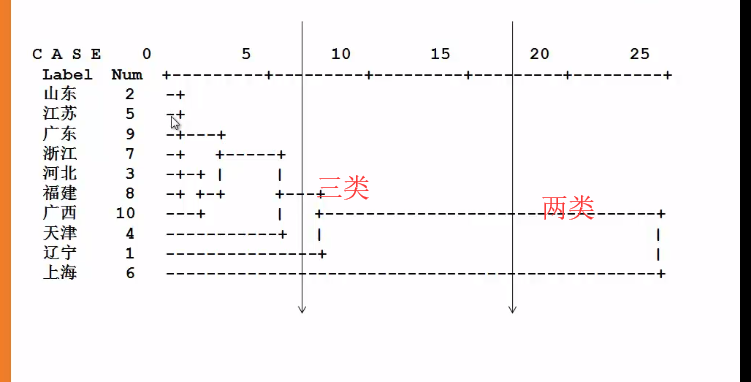 C A S E 0 5 10 15 20 25
Label Num +---------+---------+---------+---------+---------+
山东 2 -+
江苏 5 -+
广东 9 -+---+
浙江 7 -+ +------+
河北 3 -+-+ | |
福建 8 -+ +-+ +---+ 三类
广西 10 ---+ | +----------------------------------+ 两类
天津 4 -----------+ | |
辽宁 1 ---------------+ |
上海 6 -------------------------------------------------+